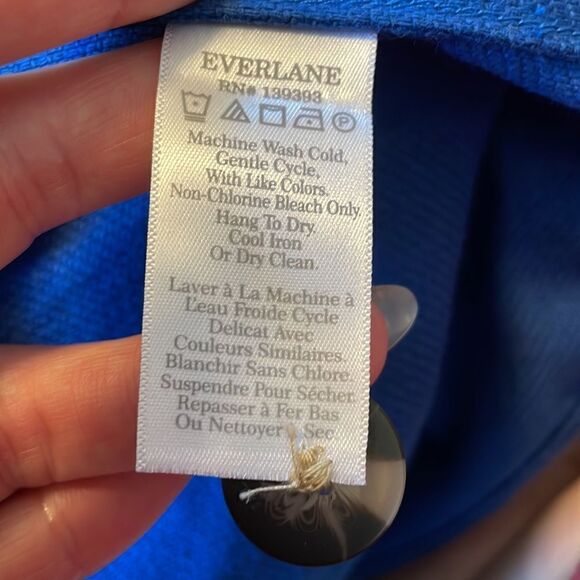 EVERLANE
RN# 139393
P
Machine Wash Cold,
Gentle Cycle,
With Like Colors.
Non-Chlorine Bleach Only.
Hang To Dry.
Cool Iron
Or Dry Clean.
Laver à La Machine à
L'eau Froide Cycle
Delicat Avec
Couleurs Similaires.
Blanchir Sans Chlore.
Suspendre Pour Sécher.
Repasser à Fer Bas
Ou Nettoyer Sec